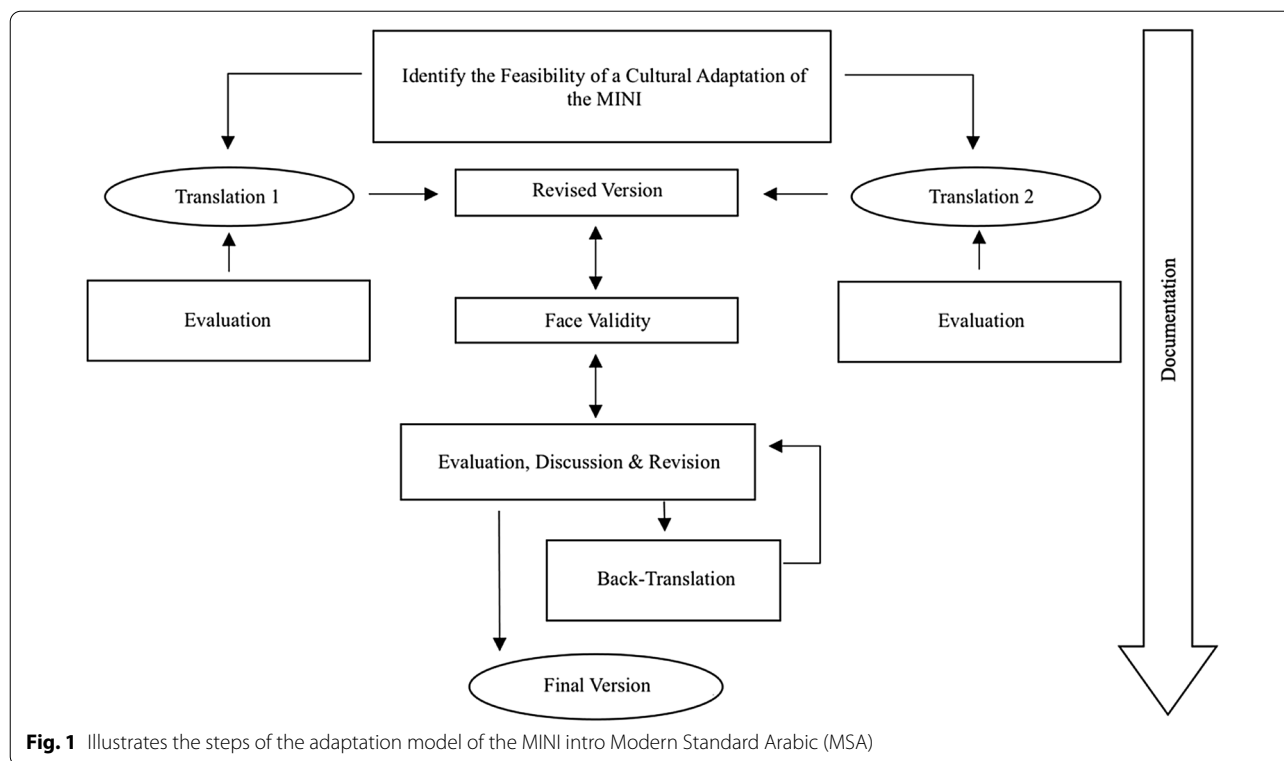 Identify the Feasibility of a Cultural Adaptation of
the MINI
Translation 1
Revised Version
Translation 2
Evaluation
Face Validity
Evaluation
Documentation
Evaluation, Discussion & Revision
Back-Translation
Final Version
Fig. 1 Illustrates the steps of the adaptation model of the MINI intro Modern Standard Arabic (MSA)